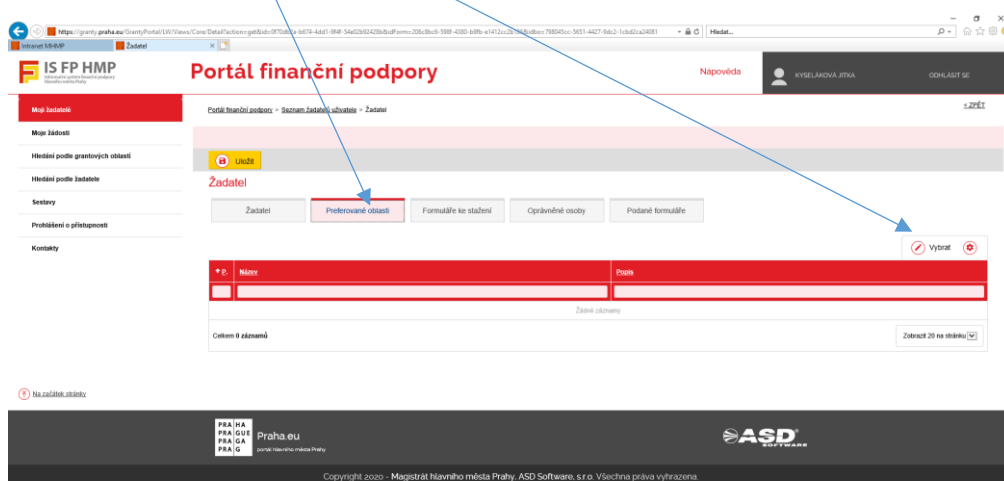 Hledat...
Intranet MHMP
Žadatel
IS FP HMP
Portál finanční podpory
Nápověda
KYSELÁKOVÁ JITKA
ODHLÁSIT SE
Moji žadatelé
Portál finanční podpory > Seznam žadatelů uživatele > Žadatel
< ZPĚT
Moje žádosti
Hledání podle grantových oblastí
Uložit
Hledání podle žadatele
Žadatel
Sestavy
Žadatel
Preferované oblasti
Formuláře ke stažení
Oprávněné osoby
Podané formuláře
Prohlášení o přístupnosti
Kontakty
Vybrat
P.
Název
Popis
Žádné záznamy
Celkem 0 záznamů
Zobrazit 20 na stránku
Na začátek stránky
PRA HA
PRA GUE
PRA GA
PRA G
Praha.eu
portál hlavního města Prahy
ASD
SOFTWARE
Copyright 2020 - Magistrát hlavního města Prahy, ASD Software, s.r.o. Všechna práva vyhrazena.